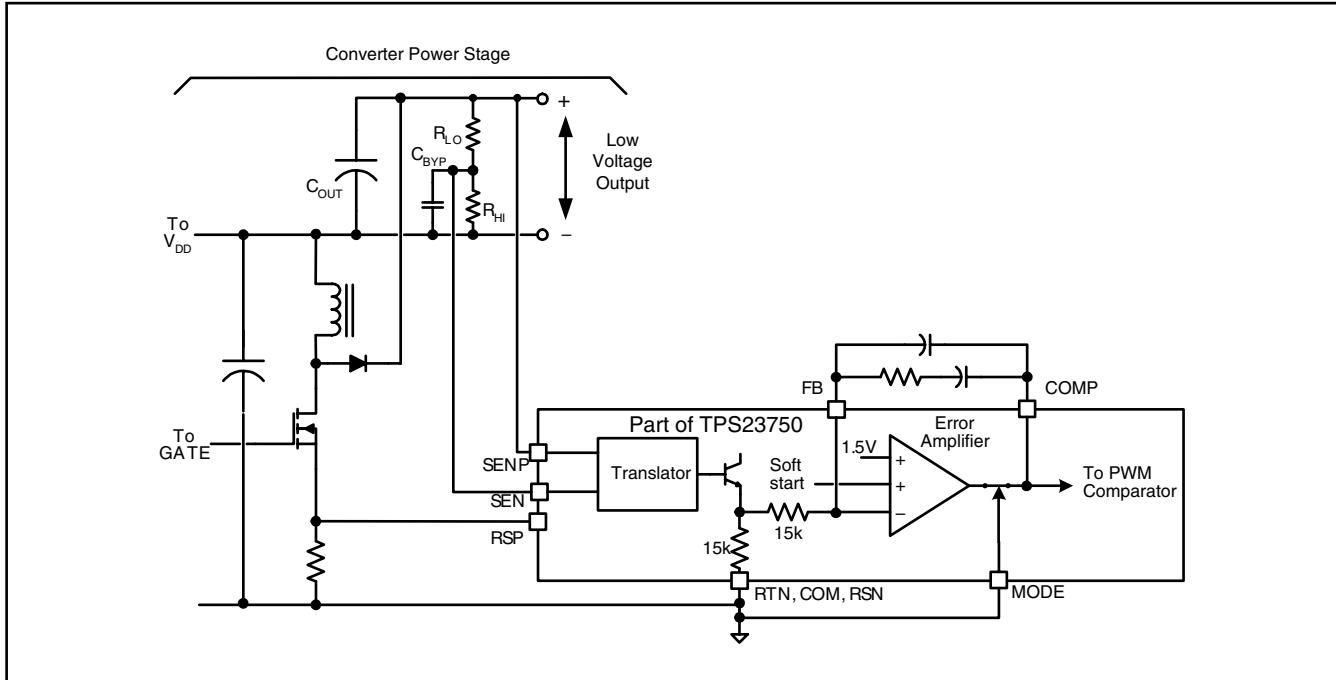 Converter Power Stage
+
R_LO
C_BYP
Low
Voltage
Output
C_OUT
R_HI
To
V_DD
–
FB
COMP
To
GATE
Part of TPS23750
Error
Amplifier
1.5V
+
SENP
Translator
Soft
start
+
To PWM
Comparator
SEN
–
15k
RSP
15k
RTN, COM, RSN
MODE